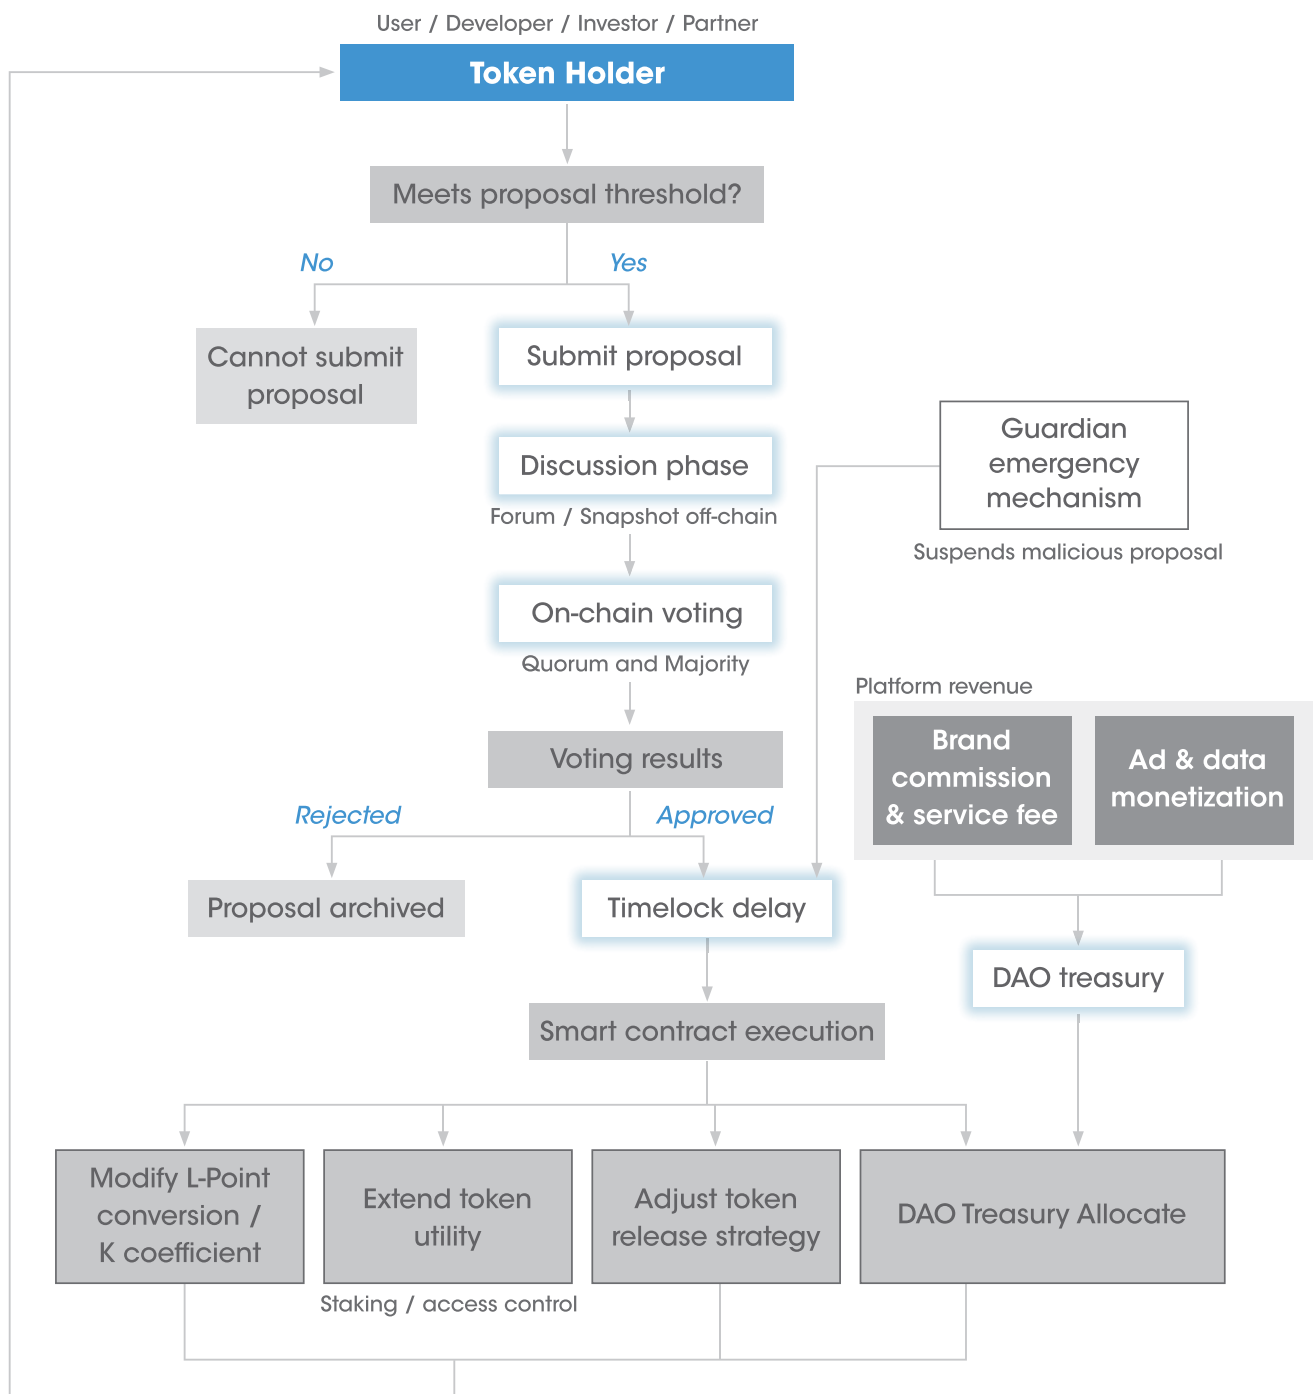 User / Developer / Investor / Partner
Token Holder
Meets proposal threshold?
No
Yes
Cannot submit
proposal
Submit proposal
Discussion phase
Forum / Snapshot off-chain
Guardian
emergency
mechanism
Suspends malicious proposal
On-chain voting
Quorum and Majority
Platform revenue
Brand
commission
& service fee
Ad & data
monetization
Voting results
Rejected
Approved
Proposal archived
Timelock delay
DAO treasury
Smart contract execution
Modify L-Point
conversion /
K coefficient
Extend token
utility
Staking / access control
Adjust token
release strategy
DAO Treasury Allocate